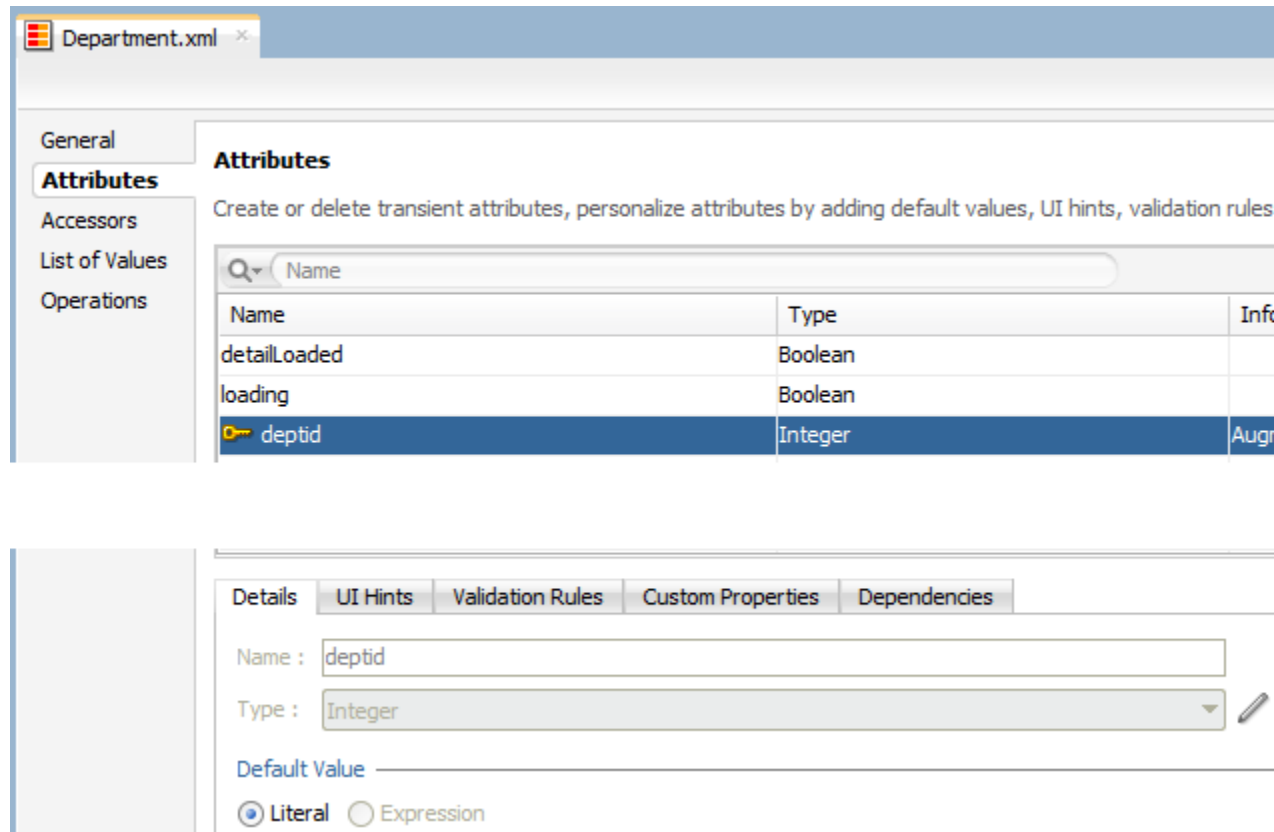 Department.xml
General
Attributes
Accessors
List of Values
Operations
Attributes
Create or delete transient attributes, personalize attributes by adding default values, UI hints, validation rules
Name
Name Type Info
detailLoaded Boolean
loading Boolean
deptid Integer
Details UI Hints Validation Rules Custom Properties Dependencies
Name : deptid
Type : Integer
Default Value
Literal Expression